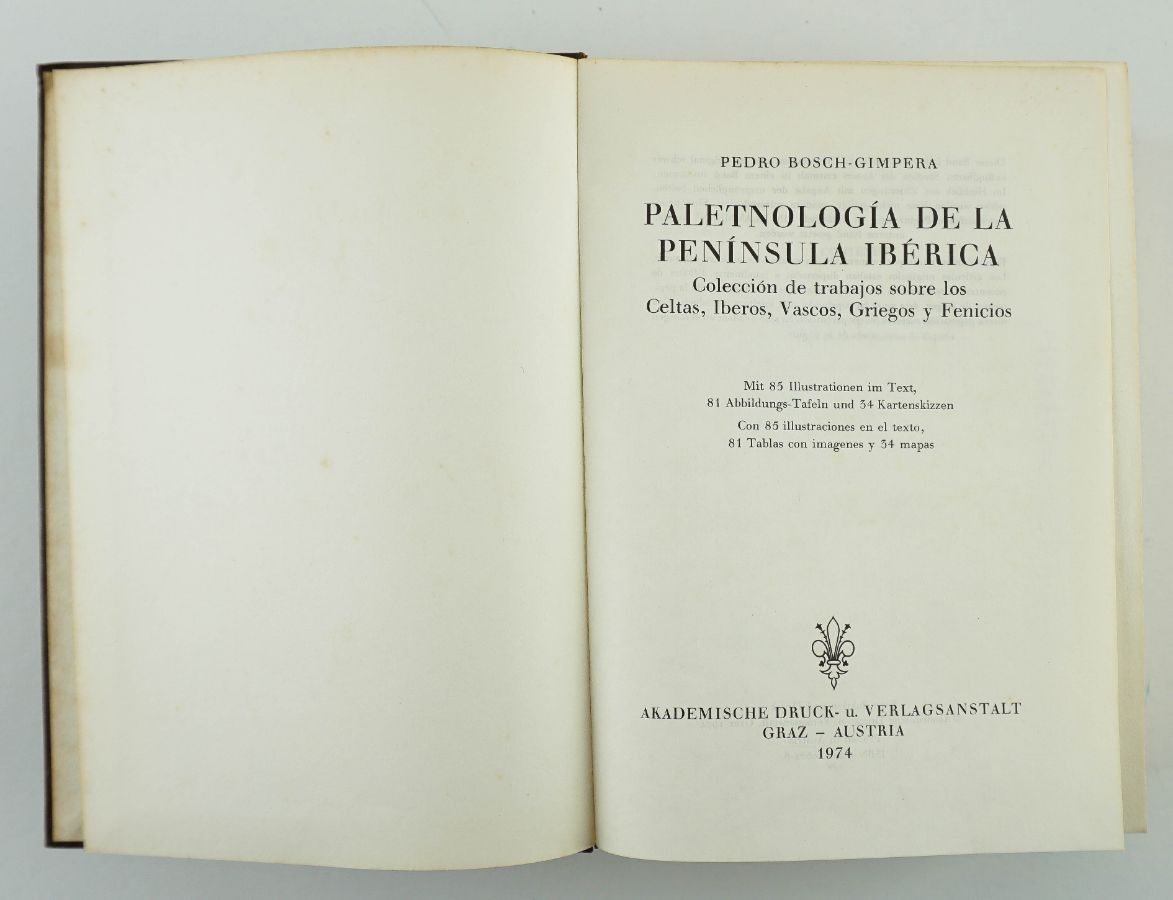 PEDRO BOSCH-GIMPERA
PALETNOLOGÍA DE LA
PENÍNSULA IBÉRICA
Colección de trabajos sobre los
Celtas, Iberos, Vascos, Griegos y Fenicios
Mit 85 Illustrationen im Text,
81 Abbildungs-Tafeln und 34 Kartenskizzen
Con 85 illustraciones en el texto,
81 Tablas con imagenes y 34 mapas
AKADEMISCHE DRUCK- u. VERLAGSANSTALT
GRAZ – AUSTRIA
1974